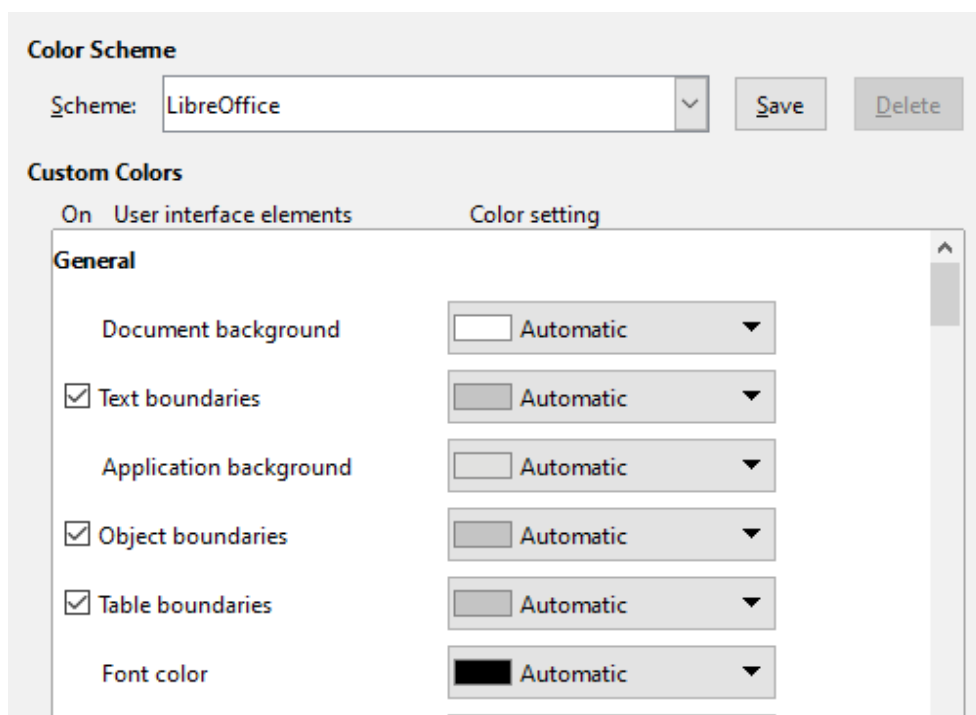 Color Scheme
Scheme: LibreOffice Save Delete
Custom Colors
On User interface elements Color setting
General
Document background Automatic
Text boundaries Automatic
Application background Automatic
Object boundaries Automatic
Table boundaries Automatic
Font color Automatic